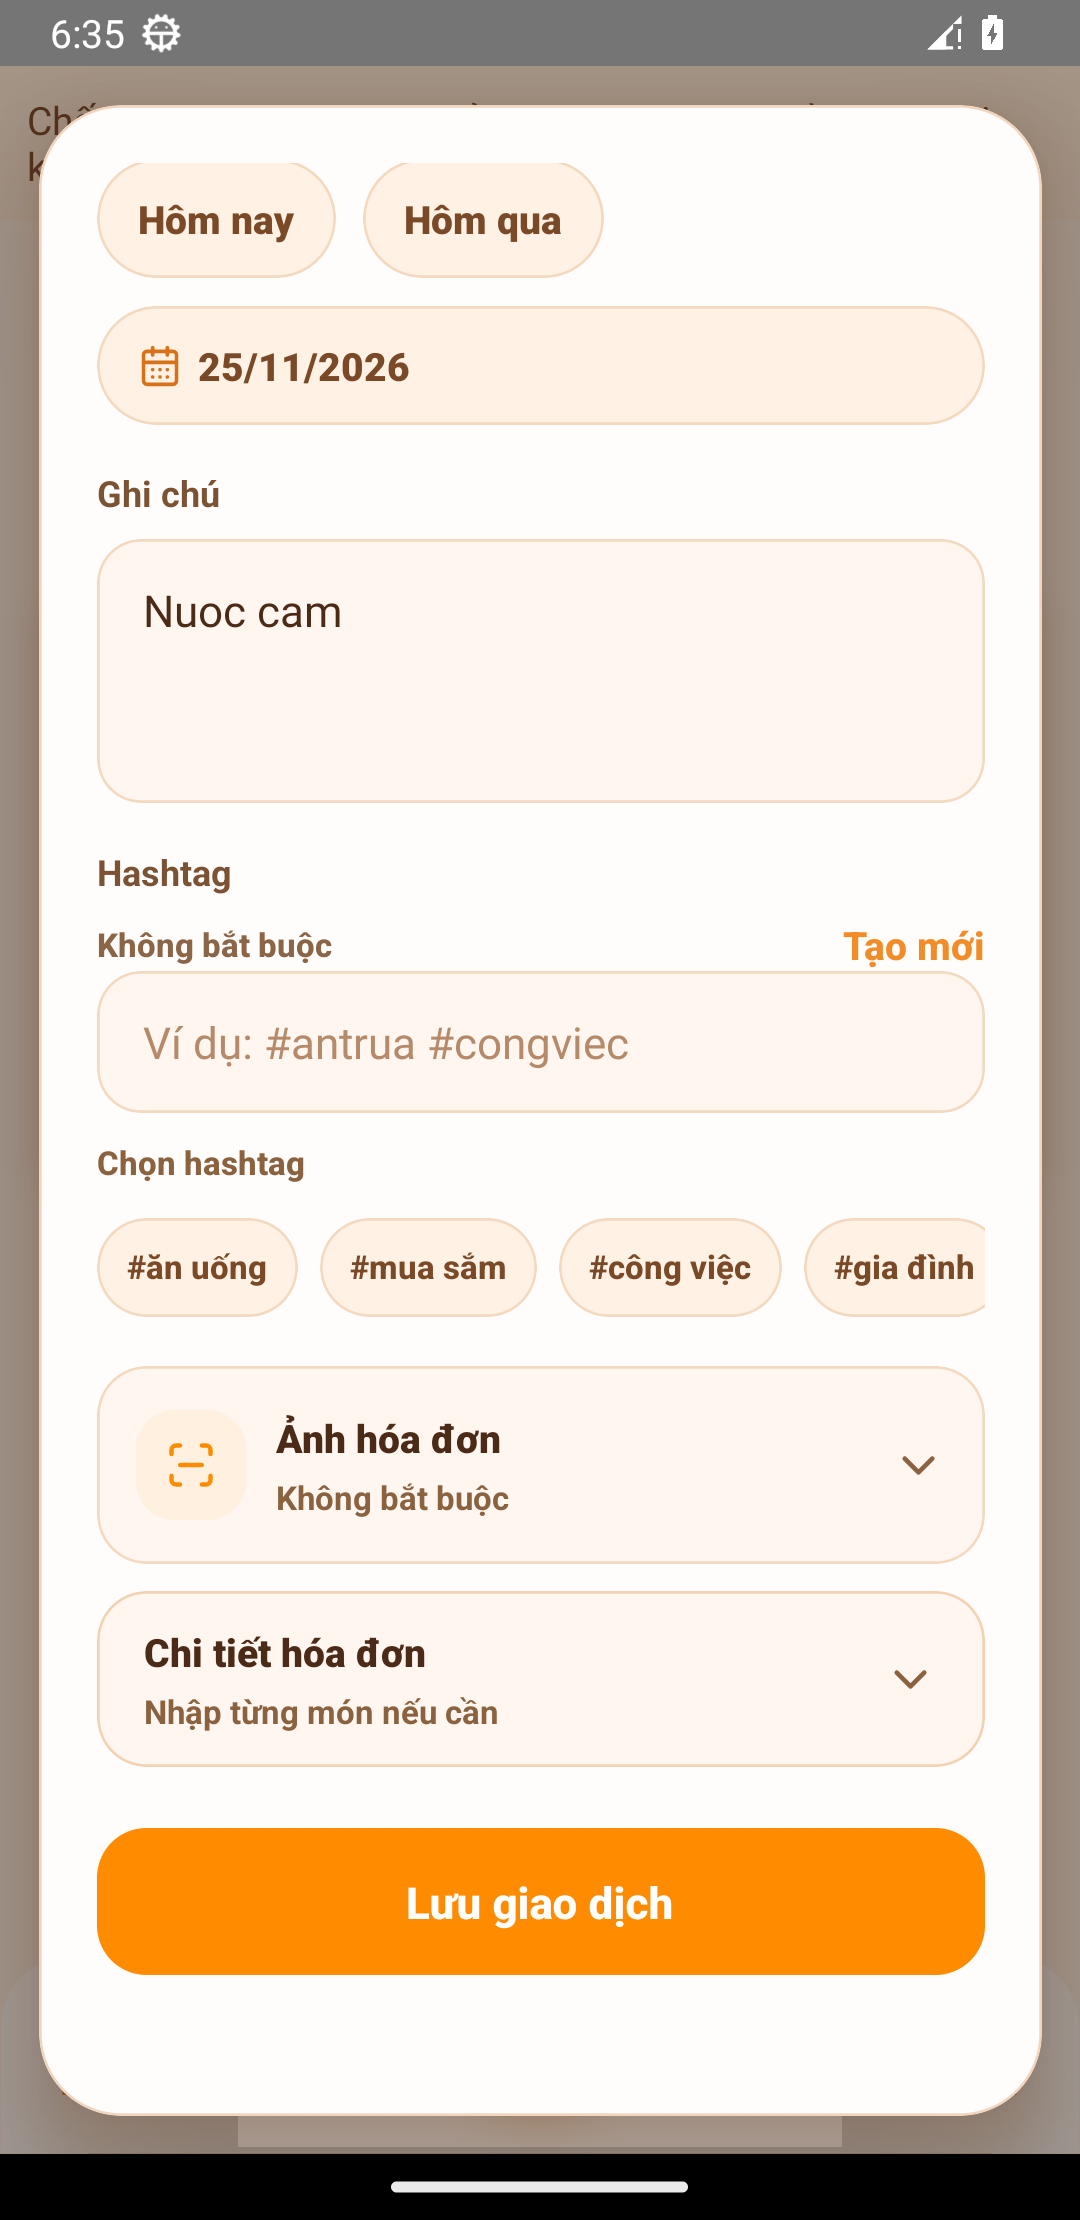 6:35
Hôm nay
Hôm qua
25/11/2026
Ghi chú
Nuoc cam
Hashtag
Không bắt buộc
Tạo mới
Ví dụ: #antrua #congviec
Chọn hashtag
#ăn uống
#mua sắm
#công việc
#gia đình
Ảnh hóa đơn
Không bắt buộc
Chi tiết hóa đơn
Nhập từng món nếu cần
Lưu giao dịch